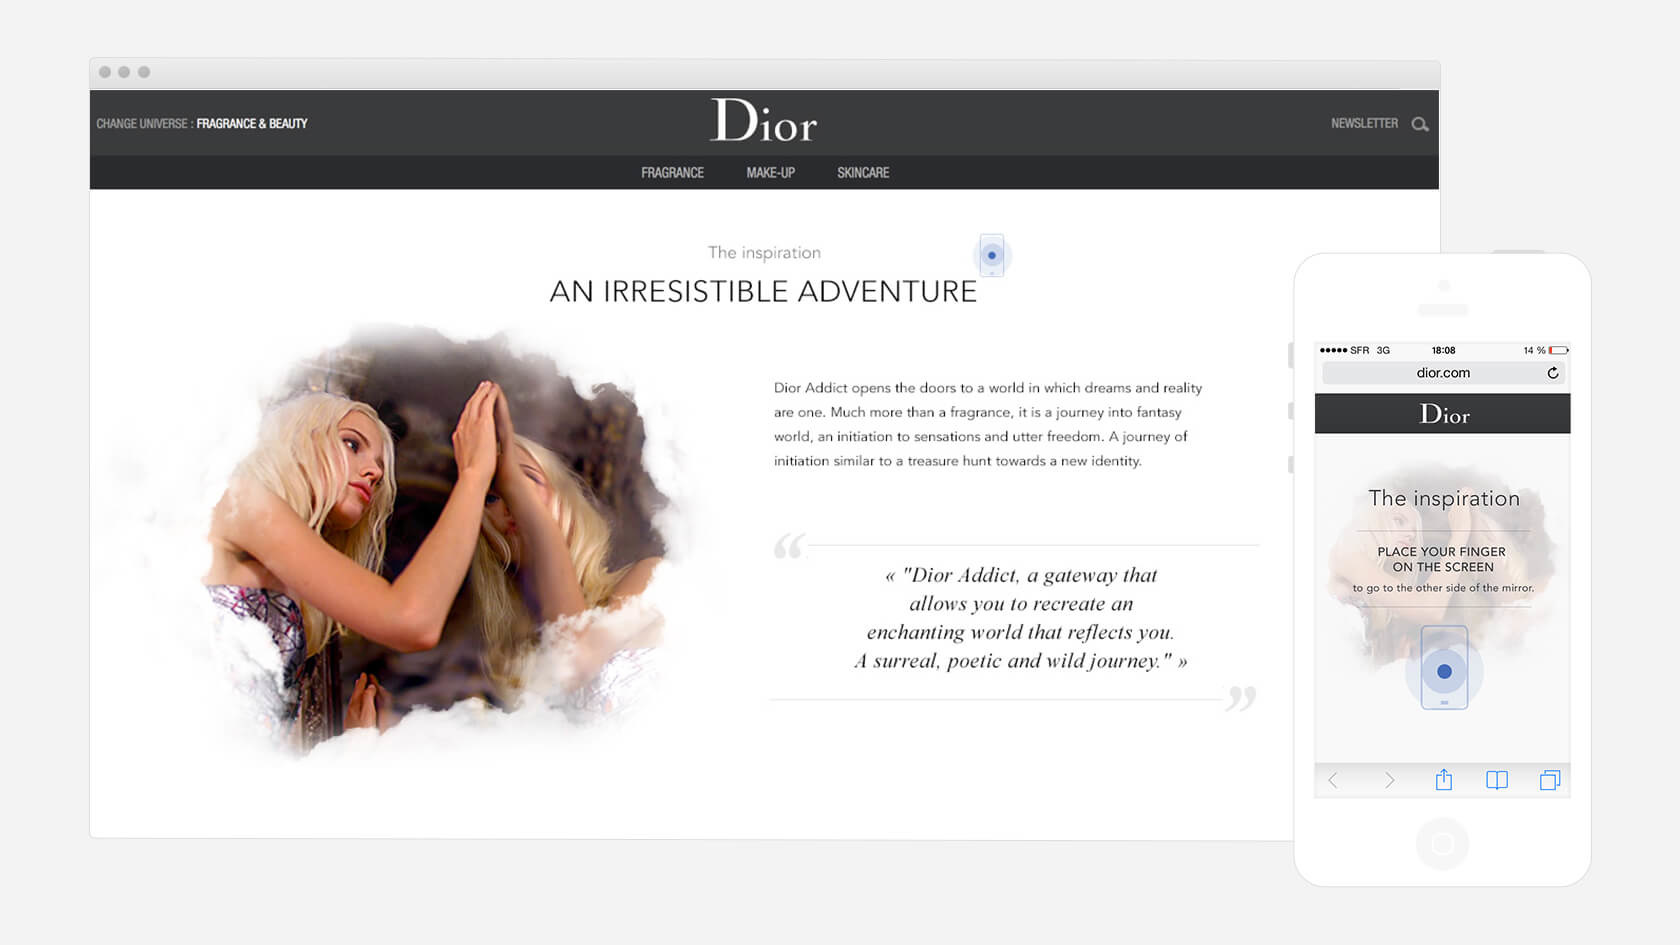 CHANGE UNIVERSE : FRAGRANCE & BEAUTY
Dior
NEWSLETTER
FRAGRANCE MAKE-UP SKINCARE
The inspiration
AN IRRESISTIBLE ADVENTURE
Dior Addict opens the doors to a world in which dreams and reality
are one. Much more than a fragrance, it is a journey into fantasy
world, an initiation to sensations and utter freedom. A journey of
initiation similar to a treasure hunt towards a new identity.
“
« "Dior Addict, a gateway that
allows you to recreate an
enchanting world that reflects you.
A surreal, poetic and wild journey." »
”
SFR 3G 18:08 14 %
dior.com
Dior
The inspiration
PLACE YOUR FINGER
ON THE SCREEN
to go to the other side of the mirror.